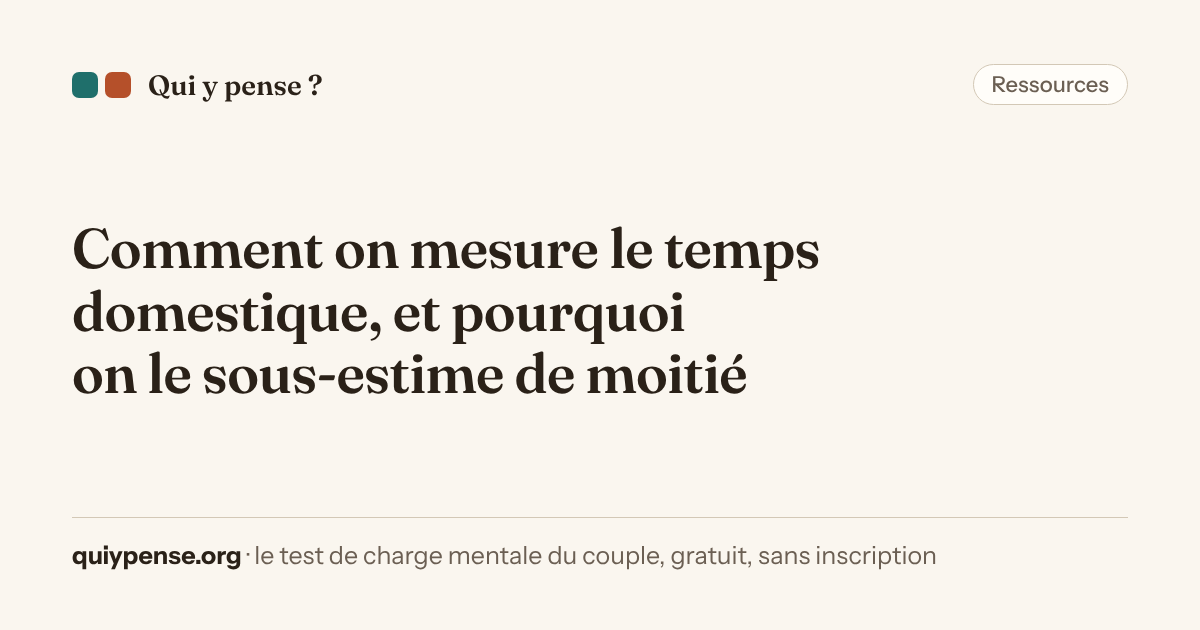 Qui y pense ?
Ressources
Comment on mesure le temps
domestique, et pourquoi
on le sous-estime de moitié
quiypense.org · le test de charge mentale du couple, gratuit, sans inscription